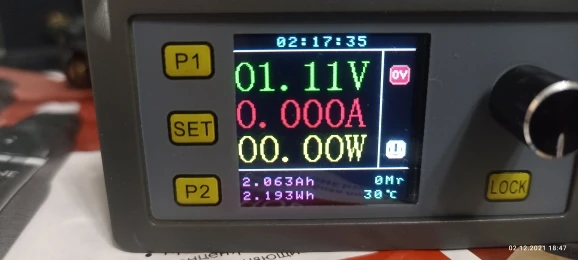 02:17:35
P1
01.11V
OV
0.000A
SET
00.00W
2.063Ah
0Mr
P2
2.193Wh
30℃
LOCK
02.12.2021 18:47